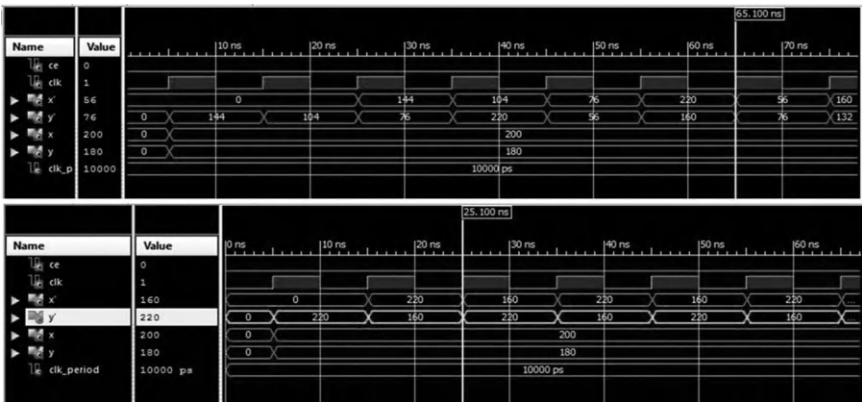 65.100 ns
Name Value
10 ns 20 ns 30 ns 40 ns 50 ns 60 ns 70 ns
ce 0
clk 1
x' 56 0 144 104 76 220 56 160
y' 76 0 144 104 76 220 56 160 76 132
x 200 0 200
y 180 0 180
clk_p 10000 10000 ps
25.100 ns
Name Value
0 ns 10 ns 20 ns 30 ns 40 ns 50 ns 60 ns
ce 0
clk 1
x' 160 0 220 160 220 160 220 ...
y' 220 0 220 160 220 160 220 160 ...
x 200 0 200
y 180 0 180
clk_period 10000 ps 10000 ps